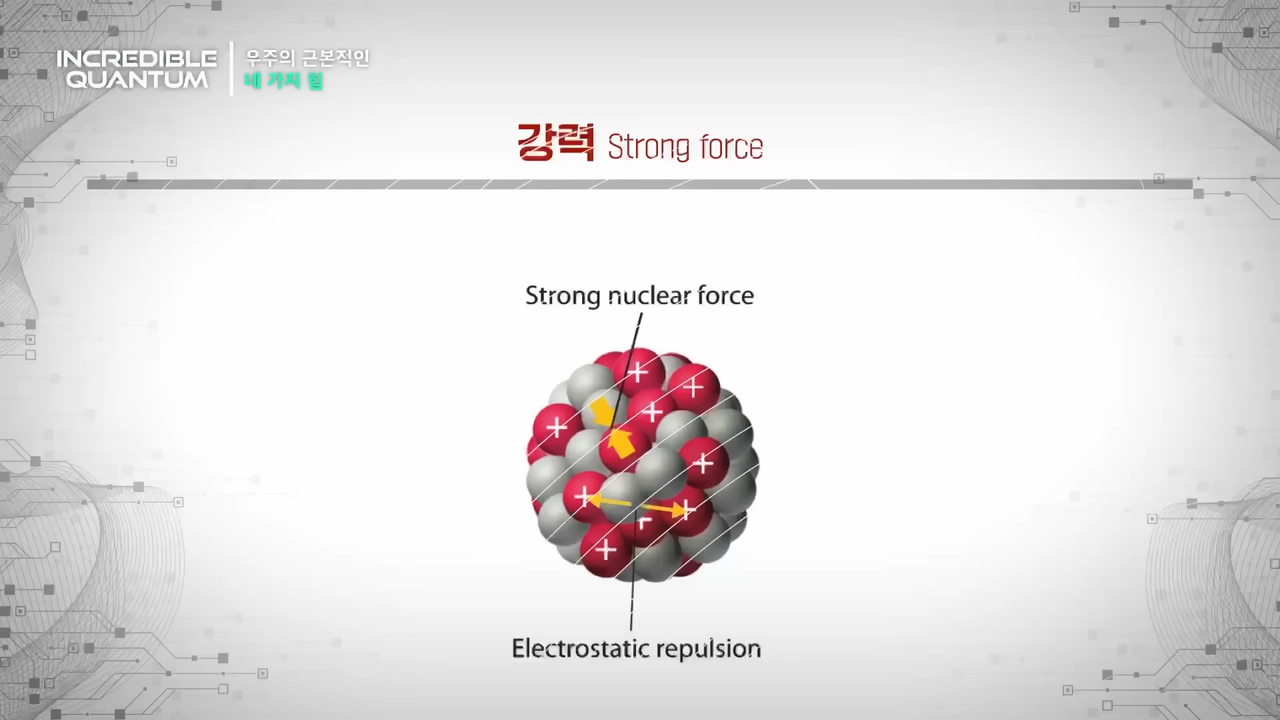 INCREDIBLE
QUANTUM
우주의 근본적인
네 가지 힘
강력 Strong force
Strong nuclear force
+
+
+
+
+
+
+
+
Electrostatic repulsion